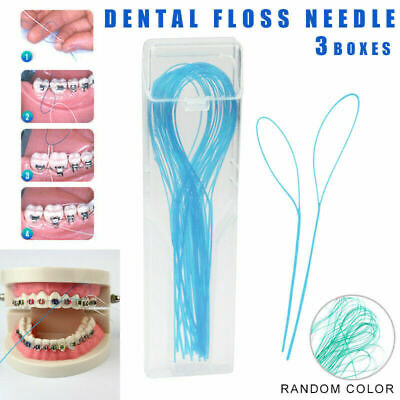 DENTAL FLOSS NEEDLE
3 BOXES
1
2
3
4
RANDOM COLOR